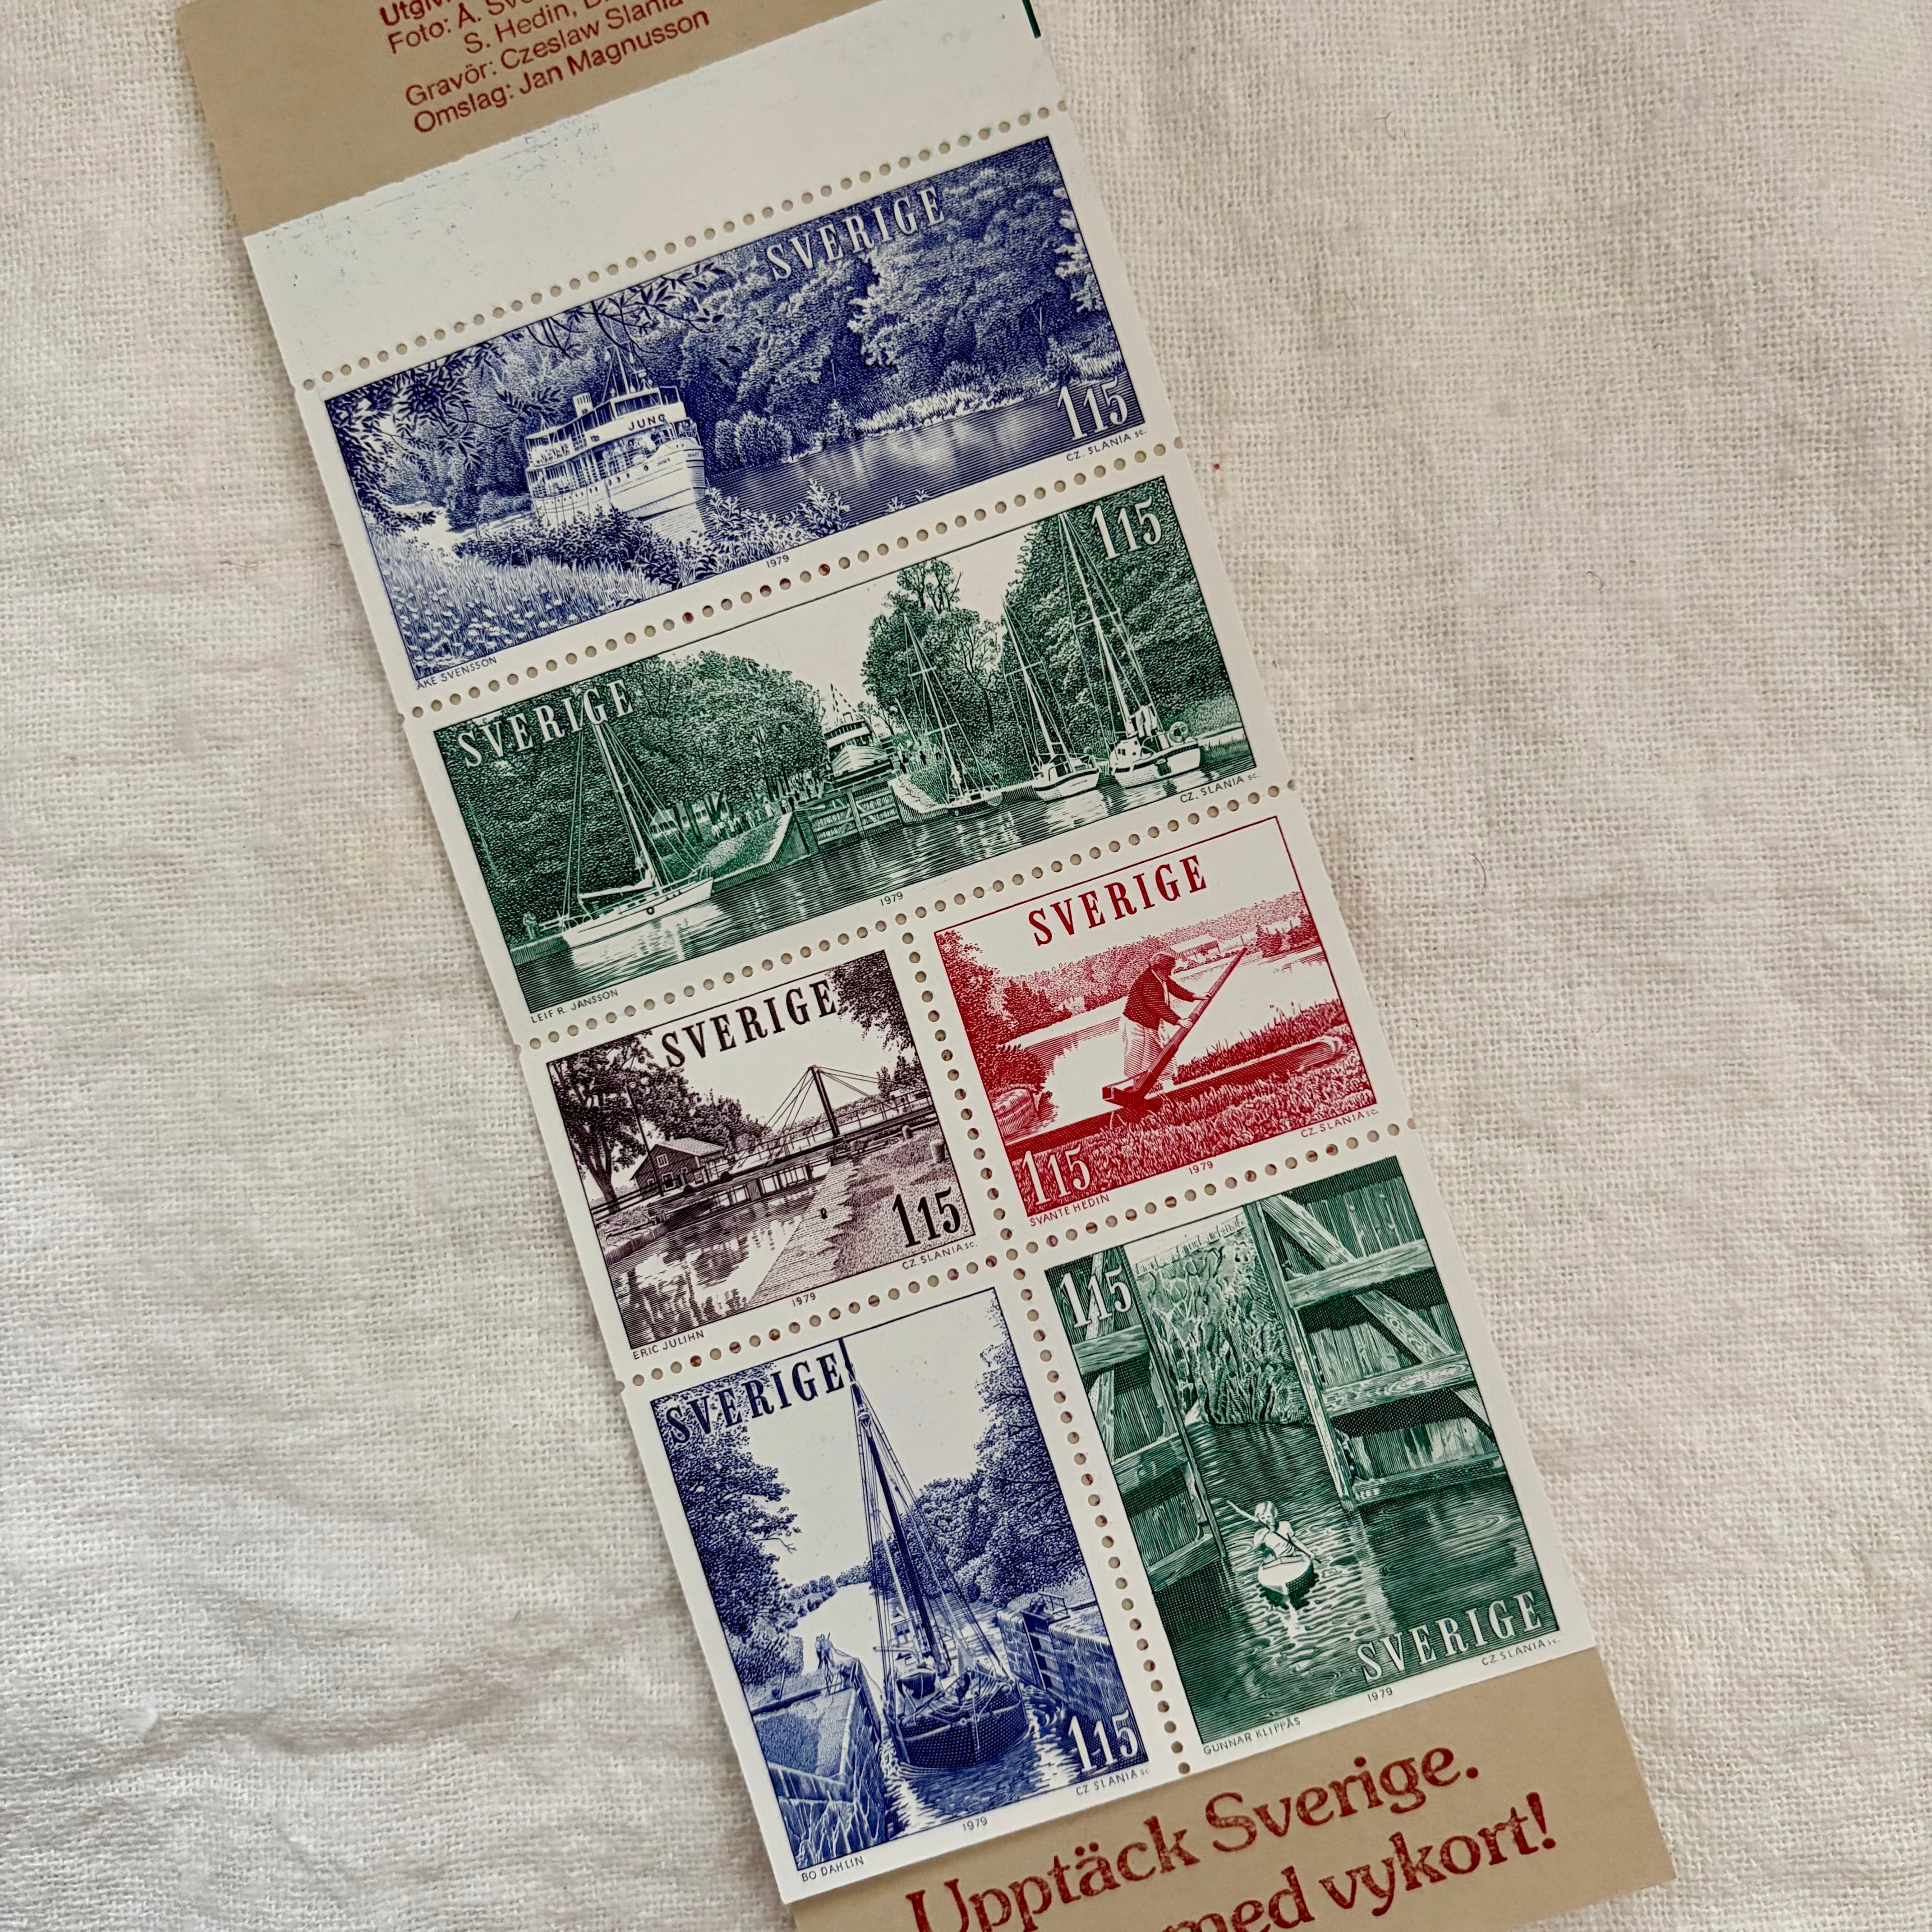 Foto: Å.
S. Hedin,
Gravör: Czeslaw Slania
Omslag: Jan Magnusson
SVERIGE
JUNO
115
ÅKE SVENSSON
1979
CZ. SLANIA sc.
SVERIGE
115
LEIF R. JANSSON
1979
CZ. SLANIA sc.
SVERIGE
115
ERIC JULIHN
1979
CZ. SLANIA sc.
SVERIGE
115
SVANTE HEDIN
1979
CZ. SLANIA sc.
SVERIGE
115
BO DAHLIN
1979
CZ SLANIA sc
115
SVERIGE
GUNNAR KLIPPÅS
1979
CZ.SLANIA sc.
Upptäck Sverige.
med vykort!